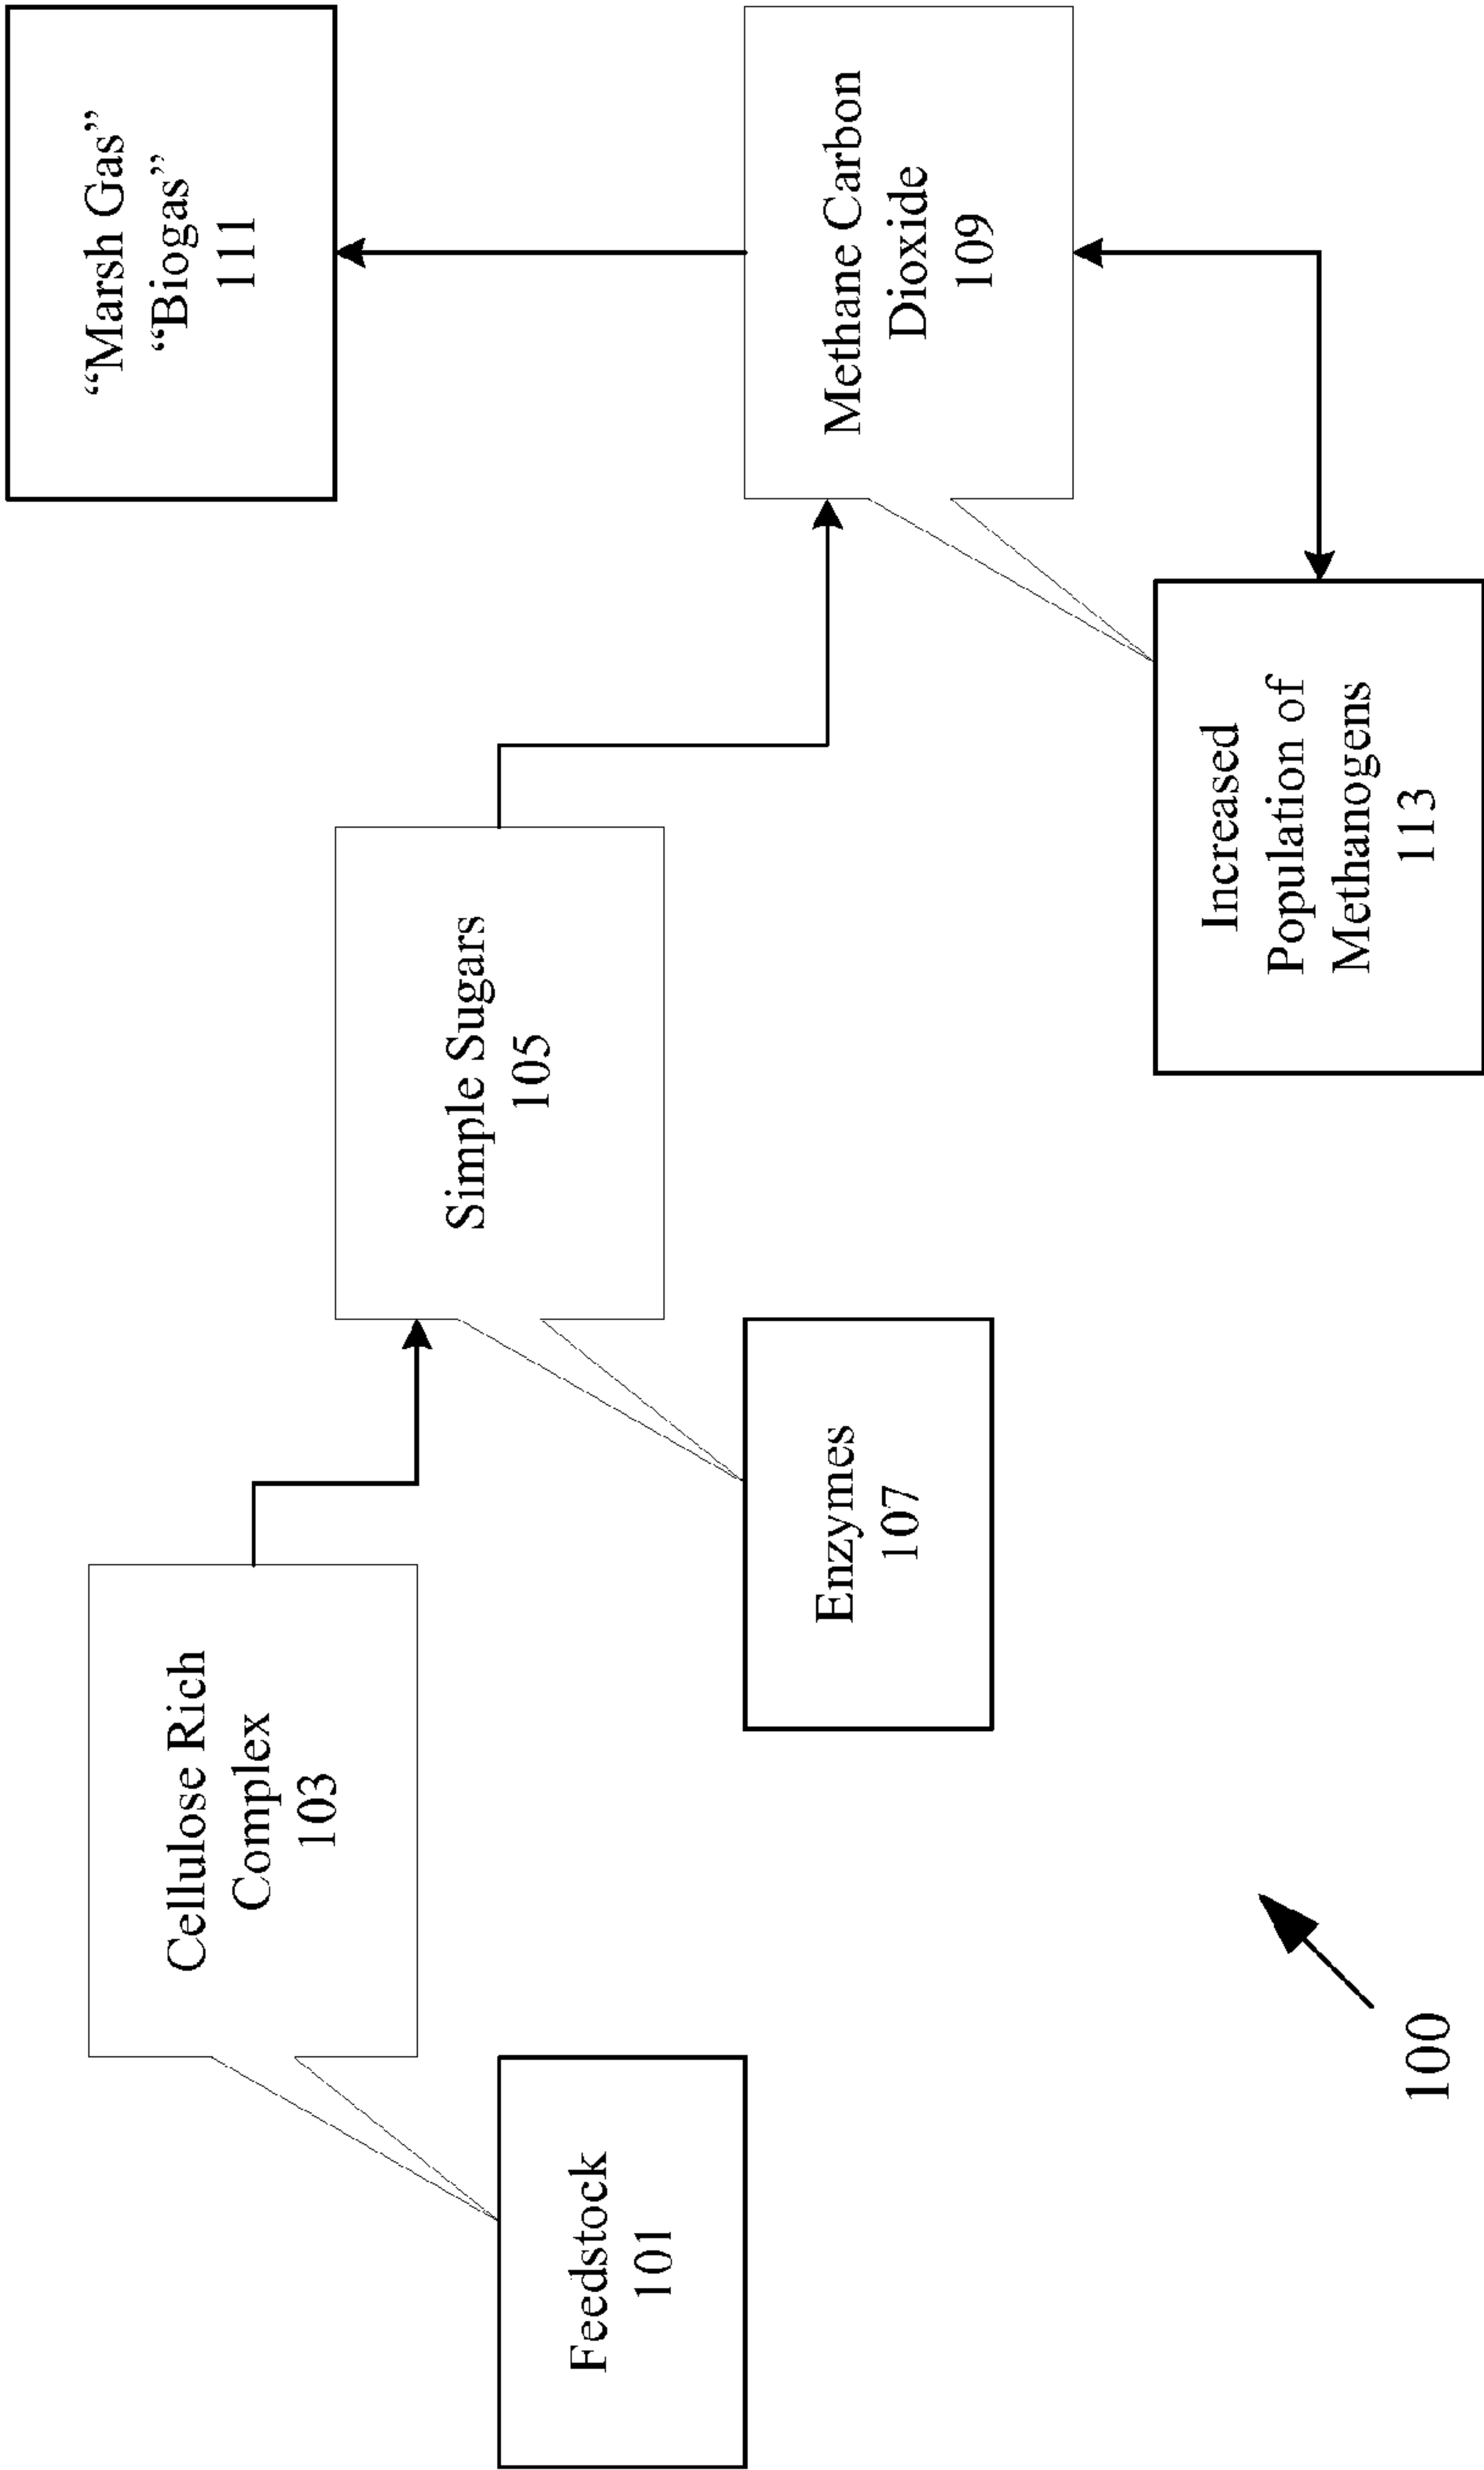 Feedstock
101
Cellulose Rich
Complex
103
Enzymes
107
Simple Sugars
105
Increased
Population of
Methanogens
113
Methane Carbon
Dioxide
109
“Marsh Gas”
“Biogas”
111
100